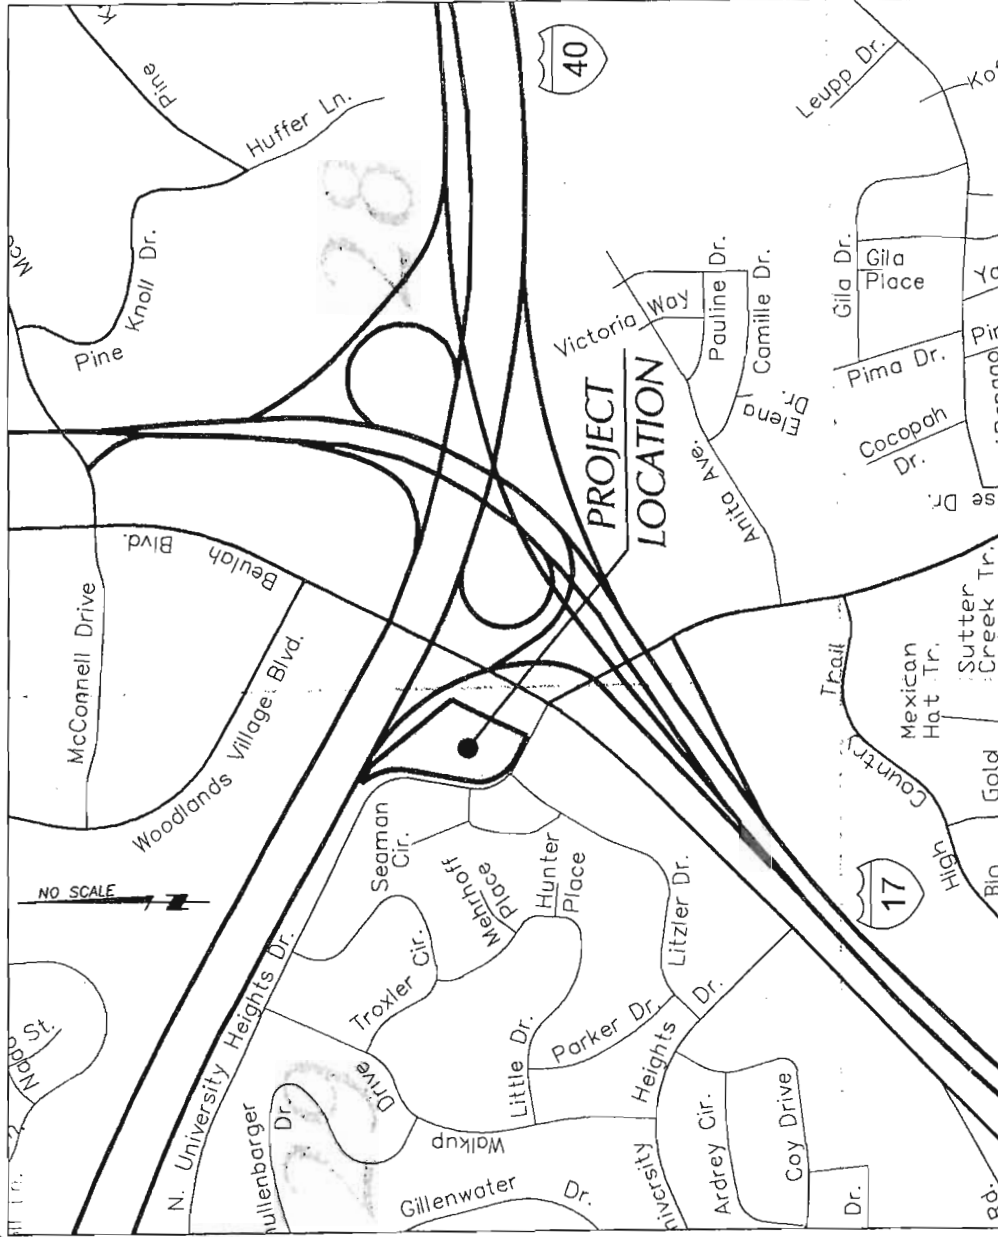 40
Leupp Dr.
Pine
Huffer Ln.
28
Pine Knoll Dr.
Victoria Way
Pauline Dr.
Camille Dr.
Elena Dr.
Gila Dr.
Gila Place
Pima Dr.
Cocopah Dr.
PROJECT
LOCATION
Anita Ave.
Beulah Blvd.
McConnell Drive
Woodlands Village Blvd.
NO SCALE
Country Trail
Mexican
Hat Tr.
Sutter
Creek Tr.
High
Gold
17
Seaman
Cir.
Mehrhoff
Place
Hunter
Place
Litzler Dr.
N. University Heights Dr.
Troxler Cir.
Little Dr.
Parker Dr.
Heights Dr.
Drive
Walkup
Gillenwater Dr.
Ardrey Cir.
Coy Drive
Dr.
Dr.
St.
Rd.